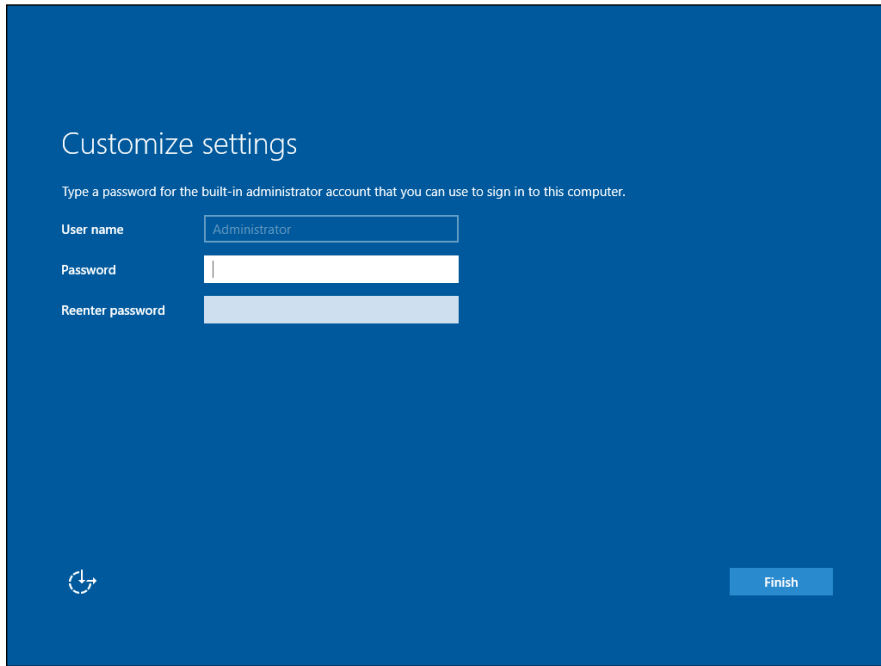 Customize settings
Type a password for the built-in administrator account that you can use to sign in to this computer.
User name Administrator
Password
Reenter password
Finish